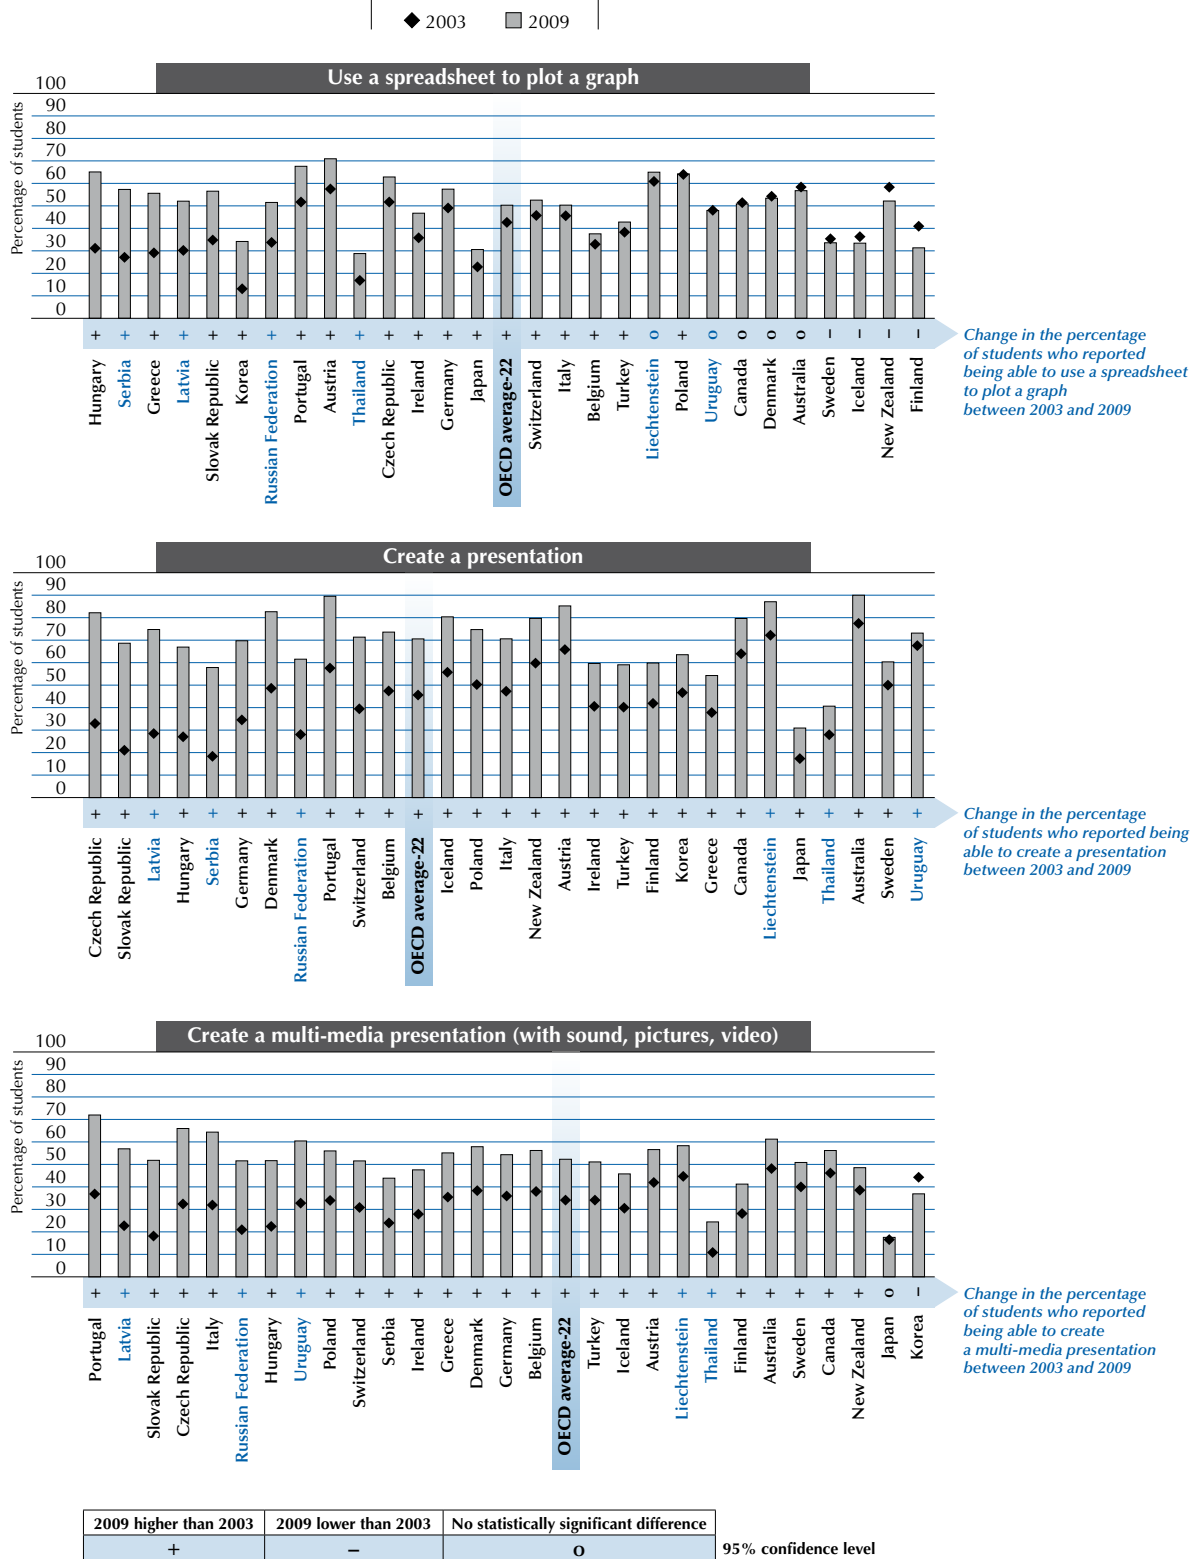 2003 2009
Use a spreadsheet to plot a graph
Percentage of students
100
90
80
70
60
50
40
30
20
10
0
+ + + + + + + + + + + + + + + + + + + o + o o o o – – – –
Hungary
Serbia
Greece
Latvia
Slovak Republic
Korea
Russian Federation
Portugal
Austria
Thailand
Czech Republic
Ireland
Germany
Japan
OECD average-22
Switzerland
Italy
Belgium
Turkey
Liechtenstein
Poland
Uruguay
Canada
Denmark
Australia
Sweden
Iceland
New Zealand
Finland
Change in the percentage
of students who reported
being able to use a spreadsheet
to plot a graph
between 2003 and 2009
Create a presentation
Percentage of students
100
90
80
70
60
50
40
30
20
10
0
+ + + + + + + + + + + + + + + + + + + + + + + + + + + + +
Czech Republic
Slovak Republic
Latvia
Hungary
Serbia
Germany
Denmark
Russian Federation
Portugal
Switzerland
Belgium
OECD average-22
Iceland
Poland
Italy
New Zealand
Austria
Ireland
Turkey
Finland
Korea
Greece
Canada
Liechtenstein
Japan
Thailand
Australia
Sweden
Uruguay
Change in the percentage
of students who reported being
able to create a presentation
between 2003 and 2009
Create a multi-media presentation (with sound, pictures, video)
Percentage of students
100
90
80
70
60
50
40
30
20
10
0
+ + + + + + + + + + + + + + + + + + + + + + + + + + + o –
Portugal
Latvia
Slovak Republic
Czech Republic
Italy
Russian Federation
Hungary
Uruguay
Poland
Switzerland
Serbia
Ireland
Greece
Denmark
Germany
Belgium
OECD average-22
Turkey
Iceland
Austria
Liechtenstein
Thailand
Finland
Australia
Sweden
Canada
New Zealand
Japan
Korea
Change in the percentage
of students who reported
being able to create
a multi-media presentation
between 2003 and 2009
2009 higher than 2003 2009 lower than 2003 No statistically significant difference
+ – o 95% confidence level